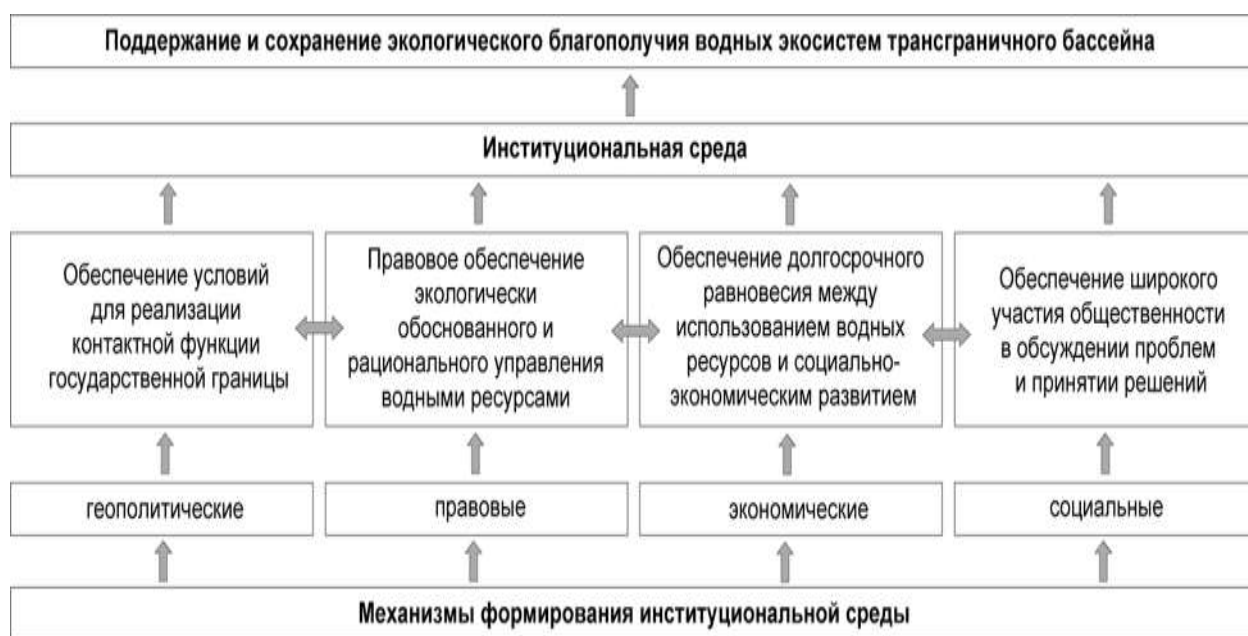 Поддержание и сохранение экологического благополучия водных экосистем трансграничного бассейна
Институциональная среда
Обеспечение условий
для реализации
контактной функции
государственной границы
Правовое обеспечение
экологически
обоснованного и
рационального управления
водными ресурсами
Обеспечение долгосрочного
равновесия между
использованием водных
ресурсов и социально-
экономическим развитием
Обеспечение широкого
участия общественности
в обсуждении проблем
и принятии решений
геополитические
правовые
экономические
социальные
Механизмы формирования институциональной среды